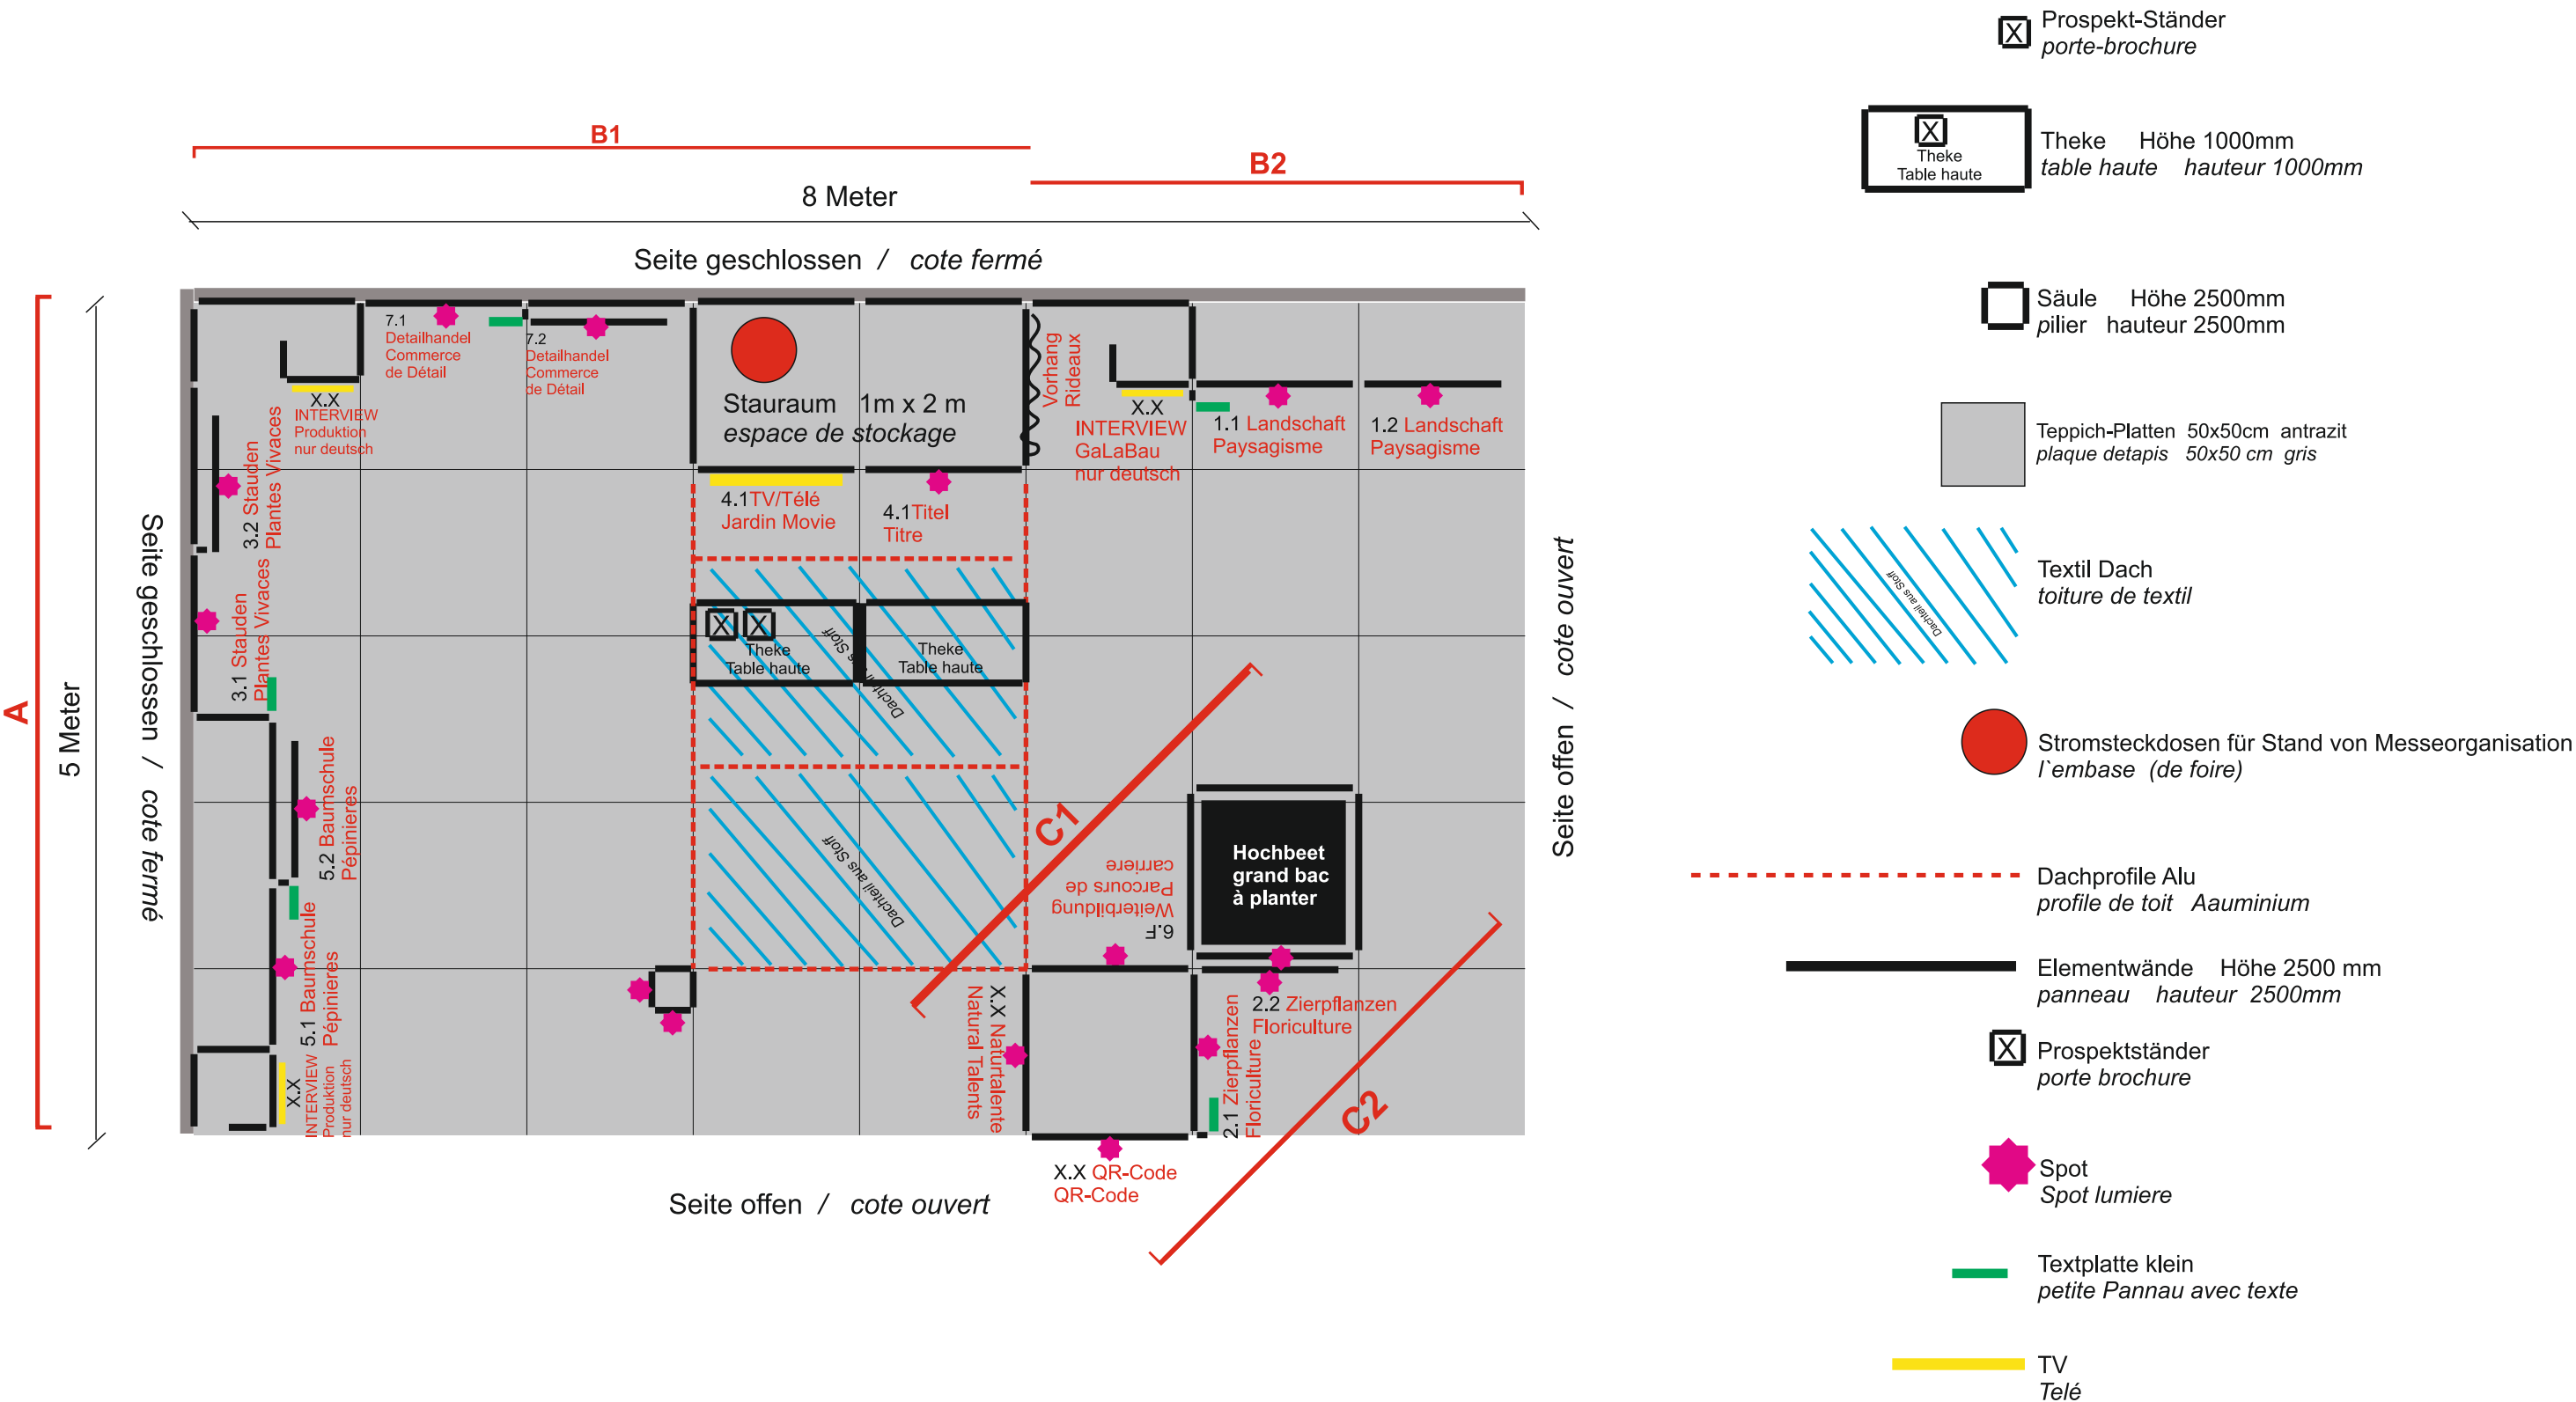 B1
B2
8 Meter
Seite geschlossen / cote fermé
A
5 Meter
Seite geschlossen / cote fermé
7.1
Detailhandel
Commerce
de Détail
7.2
Detailhandel
Commerce
de Détail
X.X
INTERVIEW
Produktion
nur deutsch
Stauraum 1m x 2 m
espace de stockage
Vorhang
Rideaux
X.X
INTERVIEW
GaLaBau
nur deutsch
1.1 Landschaft
Paysagisme
1.2 Landschaft
Paysagisme
3.2 Stauden
Plantes Vivaces
3.1 Stauden
Plantes Vivaces
4.1TV/Télé
Jardin Movie
4.1Titel
Titre
X
X
Theke
Table haute
Theke
Table haute
Dachteil aus Stoff
Dachteil aus Stoff
5.2 Baumschule
Pépinieres
5.1 Baumschule
Pépinieres
X.X
INTERVIEW
Produktion
nur deutsch
C1
6.F
Weiterbildung
Parcours de
carriere
Hochbeet
grand bac
à planter
X.X Naturtalente
Natural Talents
2.2 Zierpflanzen
Floriculture
2.1 Zierpflanzen
Floriculture
C2
X.X QR-Code
QR-Code
Seite offen / cote ouvert
Seite offen / cote ouvert
X
Prospekt-Ständer
porte-brochure
X
Theke
Table haute
Theke Höhe 1000mm
table haute hauteur 1000mm
Säule Höhe 2500mm
pilier hauteur 2500mm
Teppich-Platten 50x50cm antrazit
plaque detapis 50x50 cm gris
Dachteil aus Stoff
Textil Dach
toiture de textil
Stromsteckdosen für Stand von Messeorganisation
l`embase (de foire)
Dachprofile Alu
profile de toit Aauminium
Elementwände Höhe 2500 mm
panneau hauteur 2500mm
X
Prospektständer
porte brochure
Spot
Spot lumiere
Textplatte klein
petite Pannau avec texte
TV
Telé